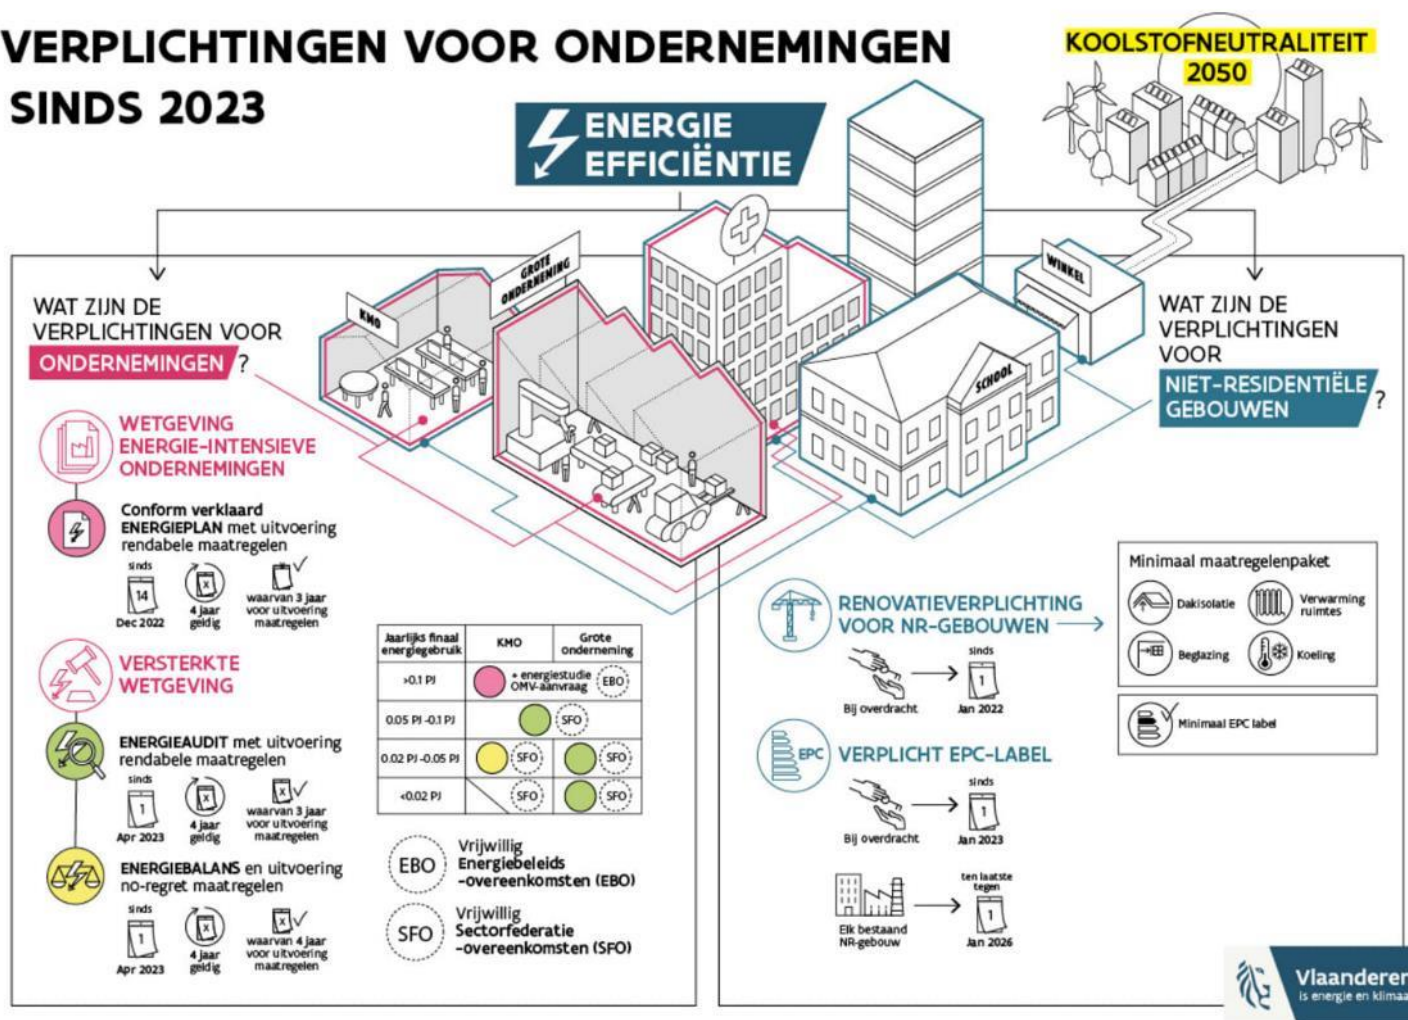 VERPLICHTINGEN VOOR ONDERNEMINGEN
SINDS 2023
KOOLSTOFNEUTRALITEIT
2050
ENERGIE
EFFICIËNTIE
KMO
GROTE
ONDERNEMING
WINKEL
SCHOOL
WAT ZIJN DE
VERPLICHTINGEN VOOR
ONDERNEMINGEN ?
WETGEVING
ENERGIE-INTENSIEVE
ONDERNEMINGEN
Conform verklaard
ENERGIEPLAN met uitvoering
rendabele maatregelen
sinds
14
Dec 2022
X
4 jaar
geldig
waarvan 3 jaar
voor uitvoering
maatregelen
VERSTERKTE
WETGEVING
ENERGIEAUDIT met uitvoering
rendabele maatregelen
sinds
1
Apr 2023
X
4 jaar
geldig
X
waarvan 3 jaar
voor uitvoering
maatregelen
ENERGIEBALANS en uitvoering
no-regret maatregelen
sinds
1
Apr 2023
X
4 jaar
geldig
X
waarvan 4 jaar
voor uitvoering
maatregelen
Jaarlijks finaal
energiegebruik
KMO
Grote
onderneming
>0.1 PJ
+ energiestudie
OMV-aanvraag
EBO
0.05 PJ -0.1 PJ
SFO
0.02 PJ -0.05 PJ
SFO
SFO
<0.02 PJ
SFO
SFO
EBO
Vrijwillig
Energiebeleids
-overeenkomsten (EBO)
SFO
Vrijwillig
Sectorfederatie
-overeenkomsten (SFO)
WAT ZIJN DE
VERPLICHTINGEN
VOOR
NIET-RESIDENTIËLE
GEBOUWEN ?
RENOVATIEVERPLICHTING
VOOR NR-GEBOUWEN
Bij overdracht
sinds
1
Jan 2022
EPC
VERPLICHT EPC-LABEL
Bij overdracht
sinds
1
Jan 2023
Elk bestaand
NR-gebouw
ten laatste
tegen
1
Jan 2026
Minimaal maatregelenpakket
Dakisolatie
Verwarming
ruimtes
Beglazing
Koeling
Minimaal EPC label
Vlaanderen
is energie en klimaa